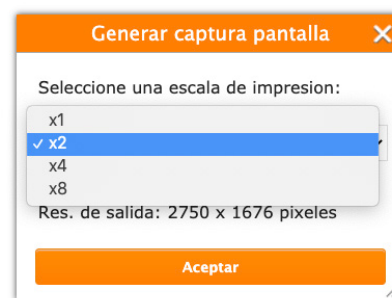 Generar captura pantalla
Seleccione una escala de impresion:
x1
✓ x2
x4
x8
Res. de salida: 2750 x 1676 pixeles
Aceptar